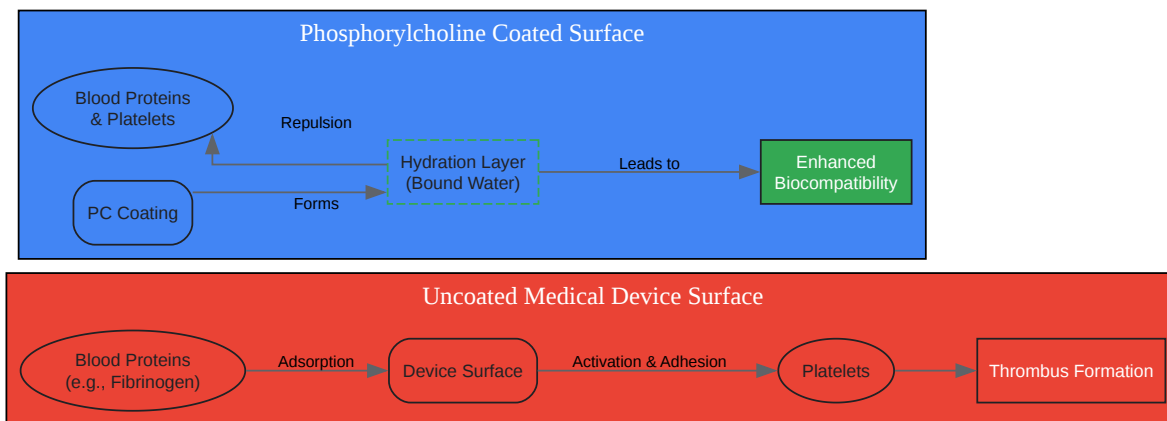 Phosphorylcholine Coated Surface
Blood Proteins
& Platelets
Repulsion
Hydration Layer
(Bound Water)
Leads to
Enhanced
Biocompatibility
PC Coating
Forms
Uncoated Medical Device Surface
Blood Proteins
(e.g., Fibrinogen)
Adsorption
Device Surface
Activation & Adhesion
Platelets
Thrombus Formation